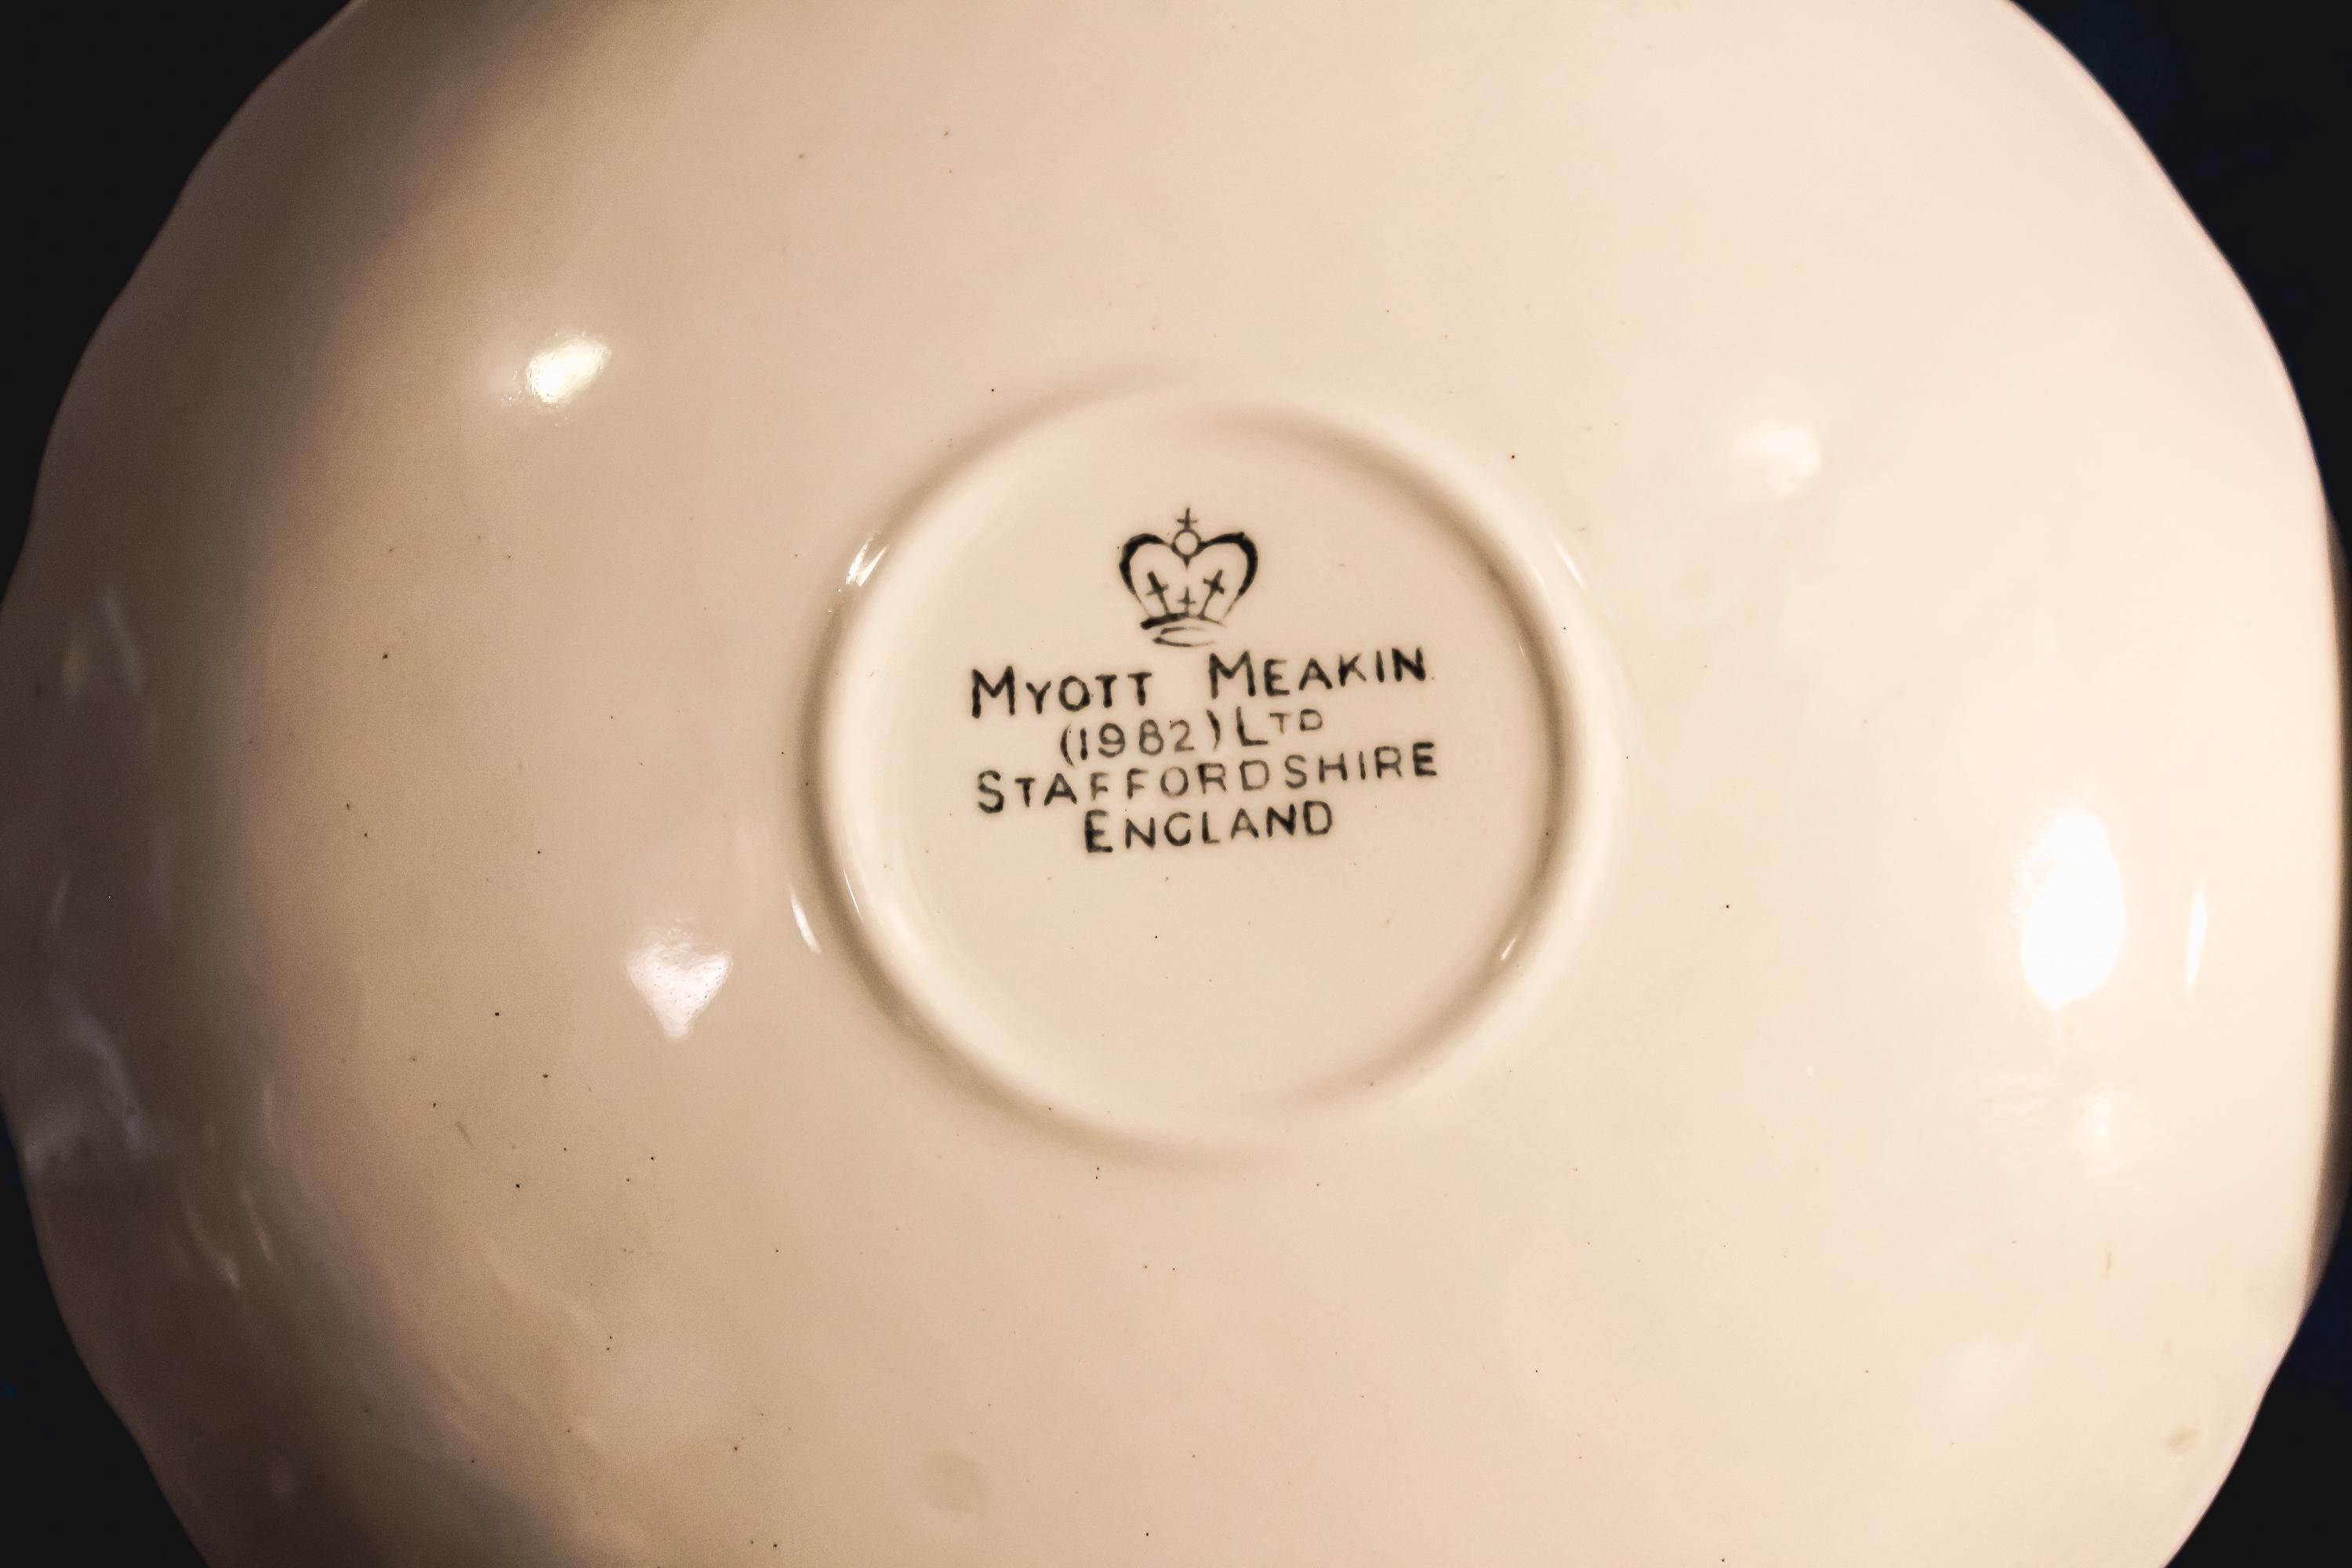 MYOTT MEAKIN
(1982) LTD
STAFFORDSHIRE
ENGLAND